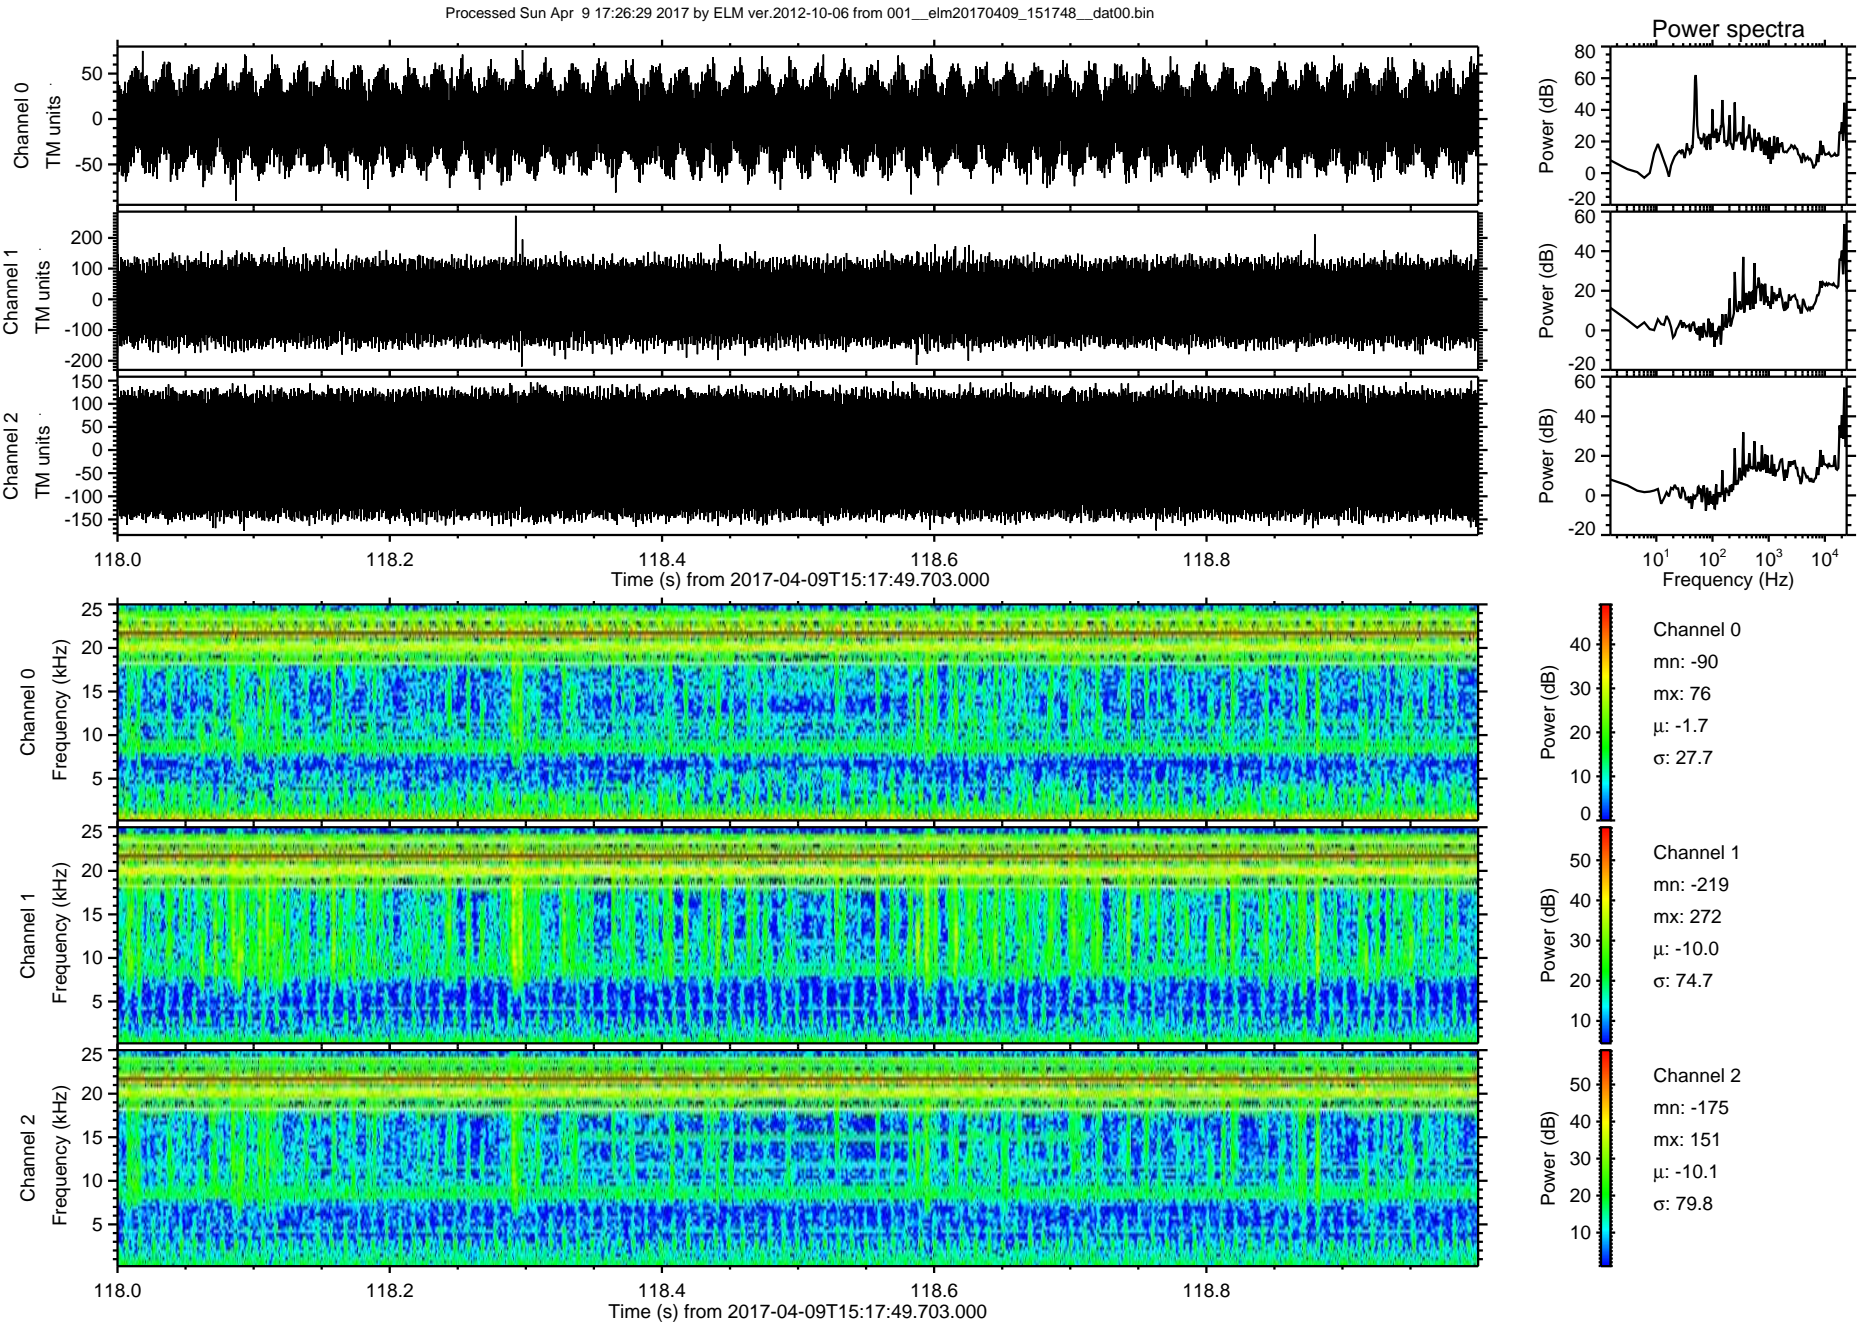 Processed Sun Apr  9 17:26:29 2017 by ELM ver.2012-10-06 from 001__elm20170409_151748__dat00.bin
Power spectra
Channel 0
TM units
50
0
-50
Power (dB)
80
60
40
20
0
-20
Channel 1
TM units
200
100
0
-100
-200
Power (dB)
60
40
20
0
-20
Channel 2
TM units
150
100
50
0
-50
-100
-150
Power (dB)
60
40
20
0
-20
118.0 118.2 118.4 118.6 118.8
Time (s) from 2017-04-09T15:17:49.703.000
10^1 10^2 10^3 10^4
Frequency (Hz)
Channel 0
Frequency (kHz)
25
20
15
10
5
Power (dB)
40
30
20
10
0
Channel 0
mn: -90
mx: 76
μ: -1.7
σ: 27.7
Channel 1
Frequency (kHz)
25
20
15
10
5
Power (dB)
50
40
30
20
10
Channel 1
mn: -219
mx: 272
μ: -10.0
σ: 74.7
Channel 2
Frequency (kHz)
25
20
15
10
5
Power (dB)
50
40
30
20
10
Channel 2
mn: -175
mx: 151
μ: -10.1
σ: 79.8
118.0 118.2 118.4 118.6 118.8
Time (s) from 2017-04-09T15:17:49.703.000